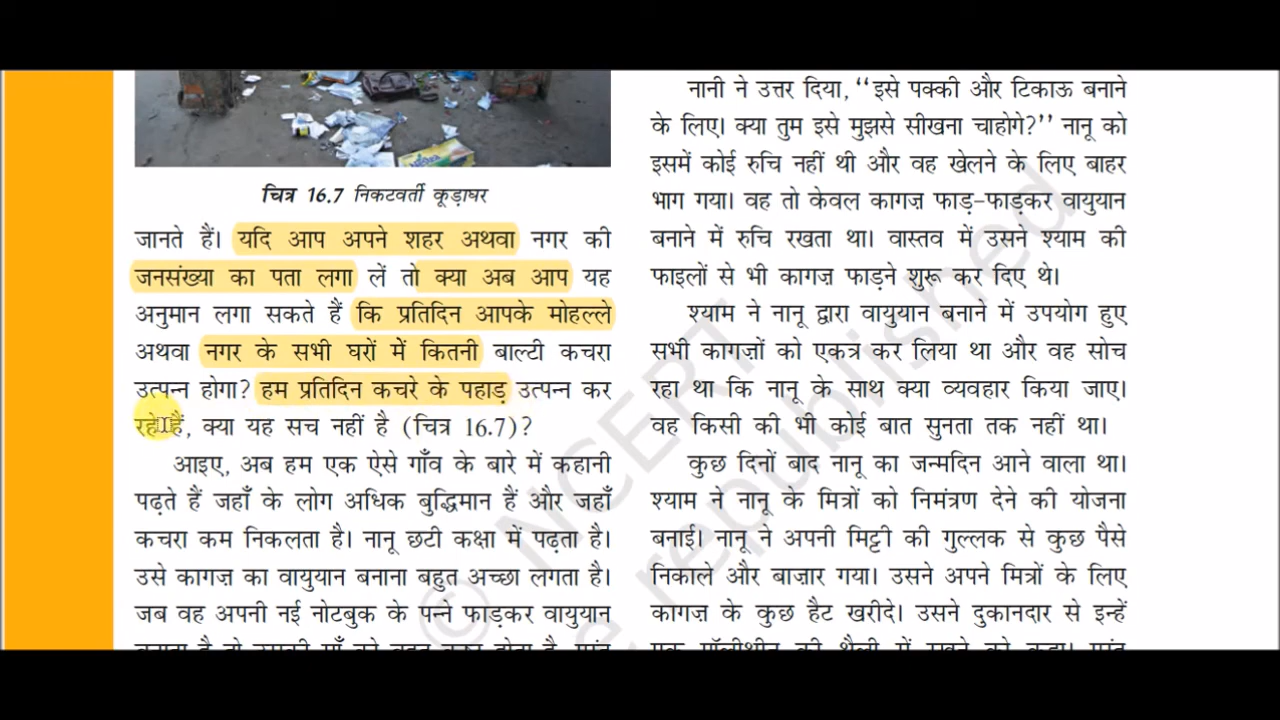 चित्र 16.7 निकटवर्ती कूड़ाघर
जानते हैं। यदि आप अपने शहर अथवा नगर की
जनसंख्या का पता लगा लें तो क्या अब आप यह
अनुमान लगा सकते हैं कि प्रतिदिन आपके मोहल्ले
अथवा नगर के सभी घरों में कितनी बाल्टी कचरा
उत्पन्न होगा? हम प्रतिदिन कचरे के पहाड़ उत्पन्न कर
रहे हैं, क्या यह सच नहीं है (चित्र 16.7)?
आइए, अब हम एक ऐसे गाँव के बारे में कहानी
पढ़ते हैं जहाँ के लोग अधिक बुद्धिमान हैं और जहाँ
कचरा कम निकलता है। नानू छटी कक्षा में पढ़ता है।
उसे कागज़ का वायुयान बनाना बहुत अच्छा लगता है।
जब वह अपनी नई नोटबुक के पन्ने फाड़कर वायुयान
नानी ने उत्तर दिया, “इसे पक्की और टिकाऊ बनाने
के लिए। क्या तुम इसे मुझसे सीखना चाहोगे?” नानू को
इसमें कोई रुचि नहीं थी और वह खेलने के लिए बाहर
भाग गया। वह तो केवल कागज़ फाड़-फाड़कर वायुयान
बनाने में रुचि रखता था। वास्तव में उसने श्याम की
फाइलों से भी कागज़ फाड़ने शुरू कर दिए थे।
श्याम ने नानू द्वारा वायुयान बनाने में उपयोग हुए
सभी कागज़ों को एकत्र कर लिया था और वह सोच
रहा था कि नानू के साथ क्या व्यवहार किया जाए।
वह किसी की भी कोई बात सुनता तक नहीं था।
कुछ दिनों बाद नानू का जन्मदिन आने वाला था।
श्याम ने नानू के मित्रों को निमंत्रण देने की योजना
बनाई। नानू ने अपनी मिट्टी की गुल्लक से कुछ पैसे
निकाले और बाज़ार गया। उसने अपने मित्रों के लिए
कागज़ के कुछ हैट खरीदे। उसने दुकानदार से इन्हें
© NCERT
republished